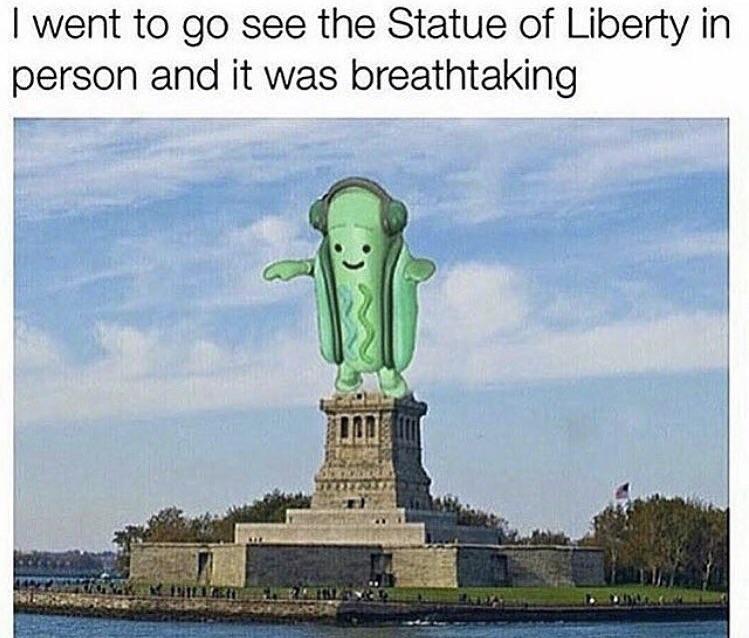 I went to go see the Statue of Liberty in
person and it was breathtaking